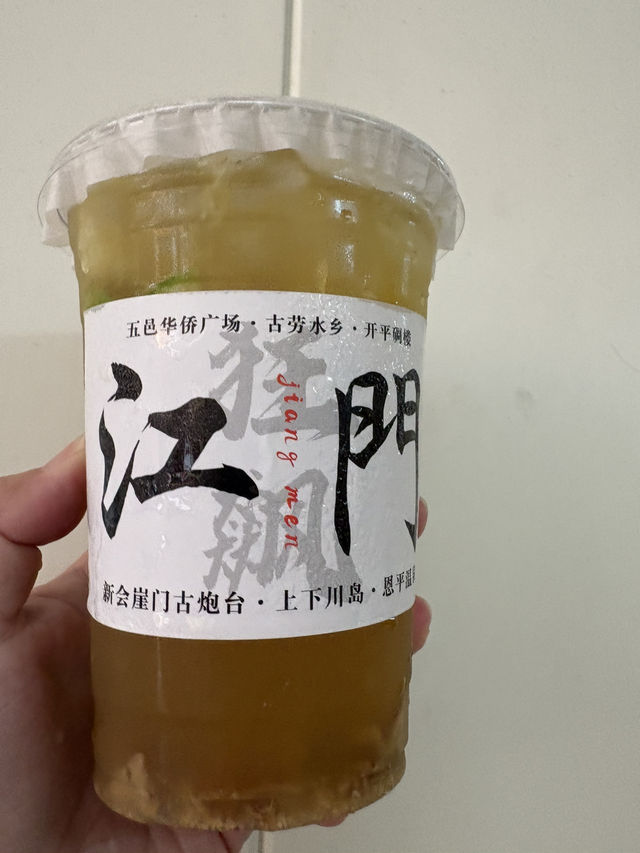 五邑华侨广场·古劳水乡·开平碉楼
狂飙
江門
jiang men
新会崖门古炮台·上下川岛·恩平温